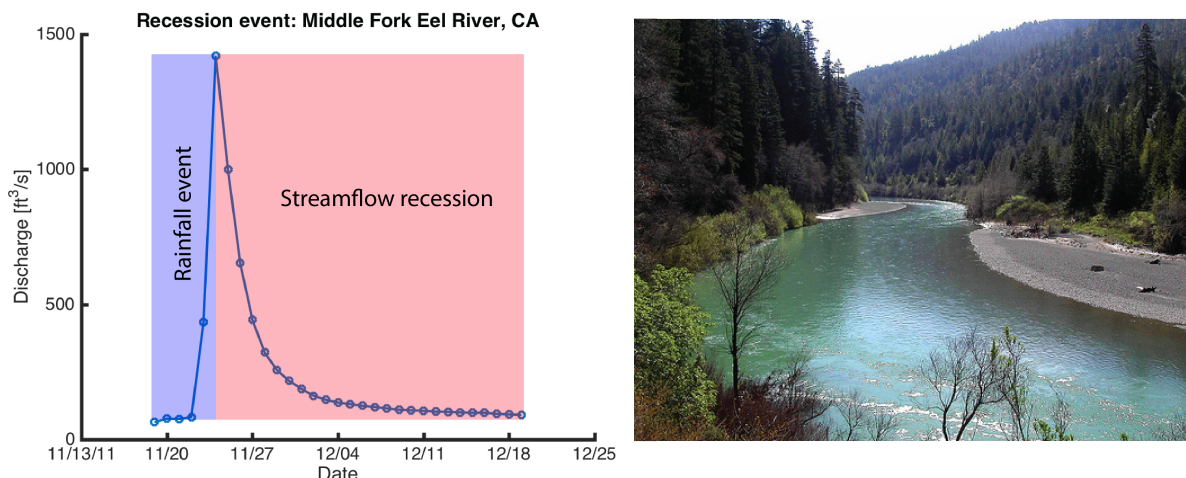 Recession event: Middle Fork Eel River, CA
1500
1000
500
0
Discharge [ft³/s]
Rainfall event
Streamflow recession
11/13/11 11/20 11/27 12/04 12/11 12/18 12/25
Date